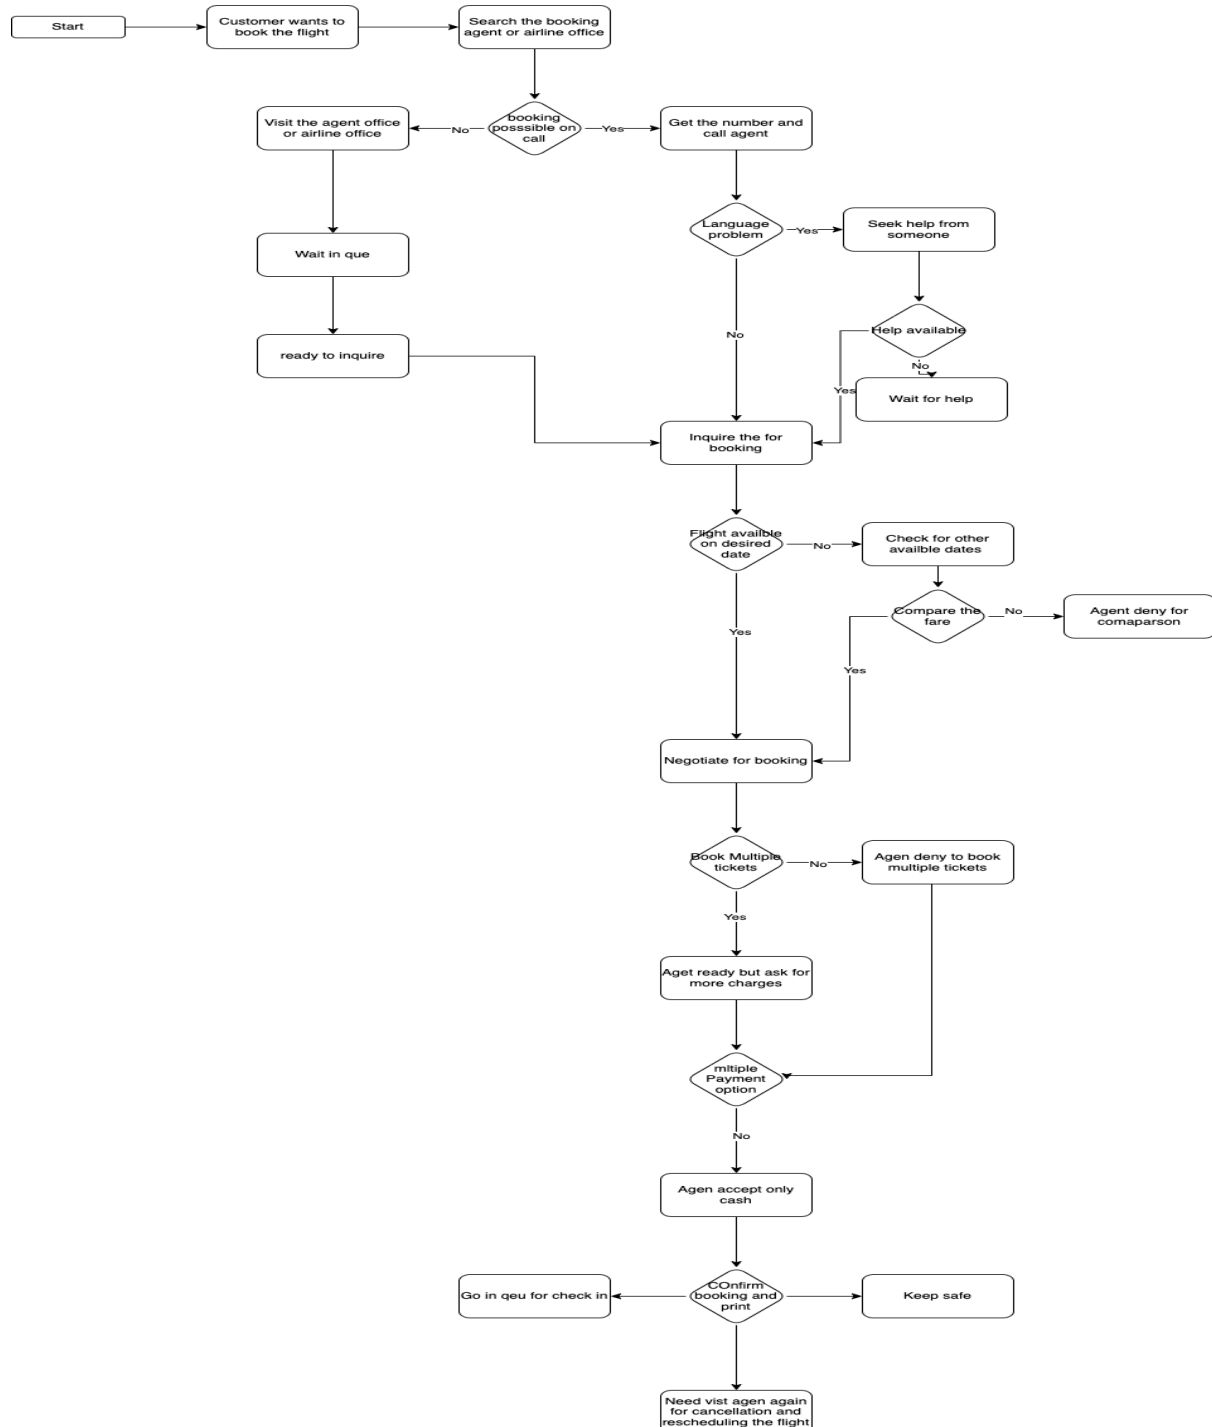 Start
Customer wants to
book the flight
Search the booking
agent or airline office
Visit the agent office
or airline office
No
booking
posssible on
call
Yes
Get the number and
call agent
Language
problem
Yes
Seek help from
someone
Wait in que
No
Help available
No
ready to inquire
Yes
Wait for help
Inquire the for
booking
Flight availble
on desired
date
No
Check for other
availble dates
Yes
Compare the
fare
No
Agent deny for
comaparson
Yes
Negotiate for booking
Book Multiple
tickets
No
Agen deny to book
multiple tickets
Yes
Aget ready but ask for
more charges
mltiple
Payment
option
No
Agen accept only
cash
Go in qeu for check in
COnfirm
booking and
print
Keep safe
Need vist agen again
for cancellation and
rescheduling the flight